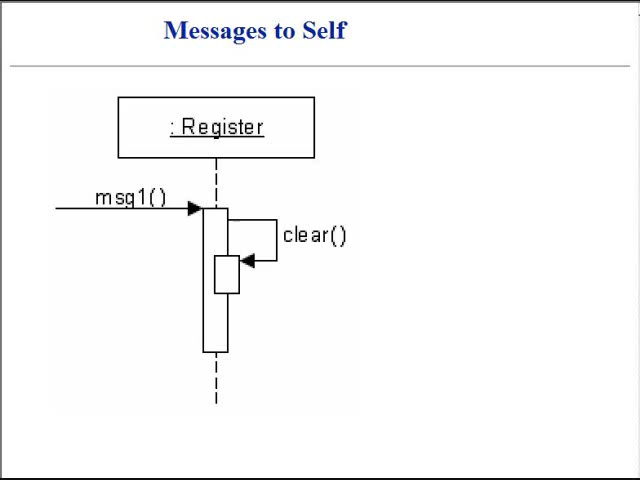 Messages to Self
: Register
msg1()
clear()